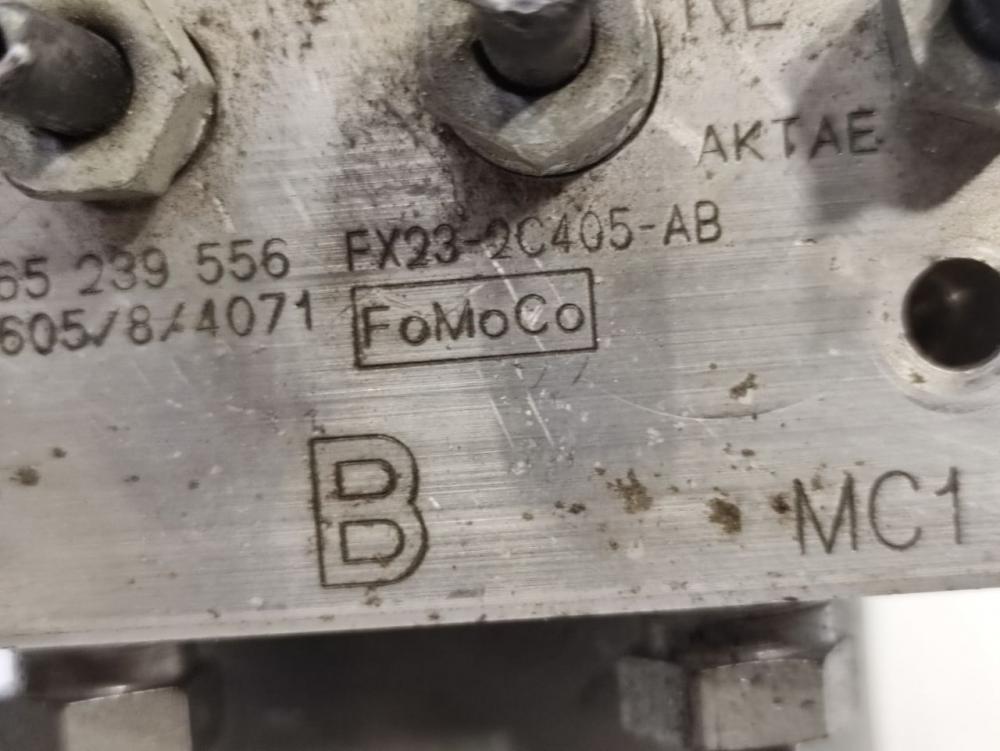 AKTAE
65 239 556 FX23-2C405-AB
605/8/4071 FoMoCo
B MC1